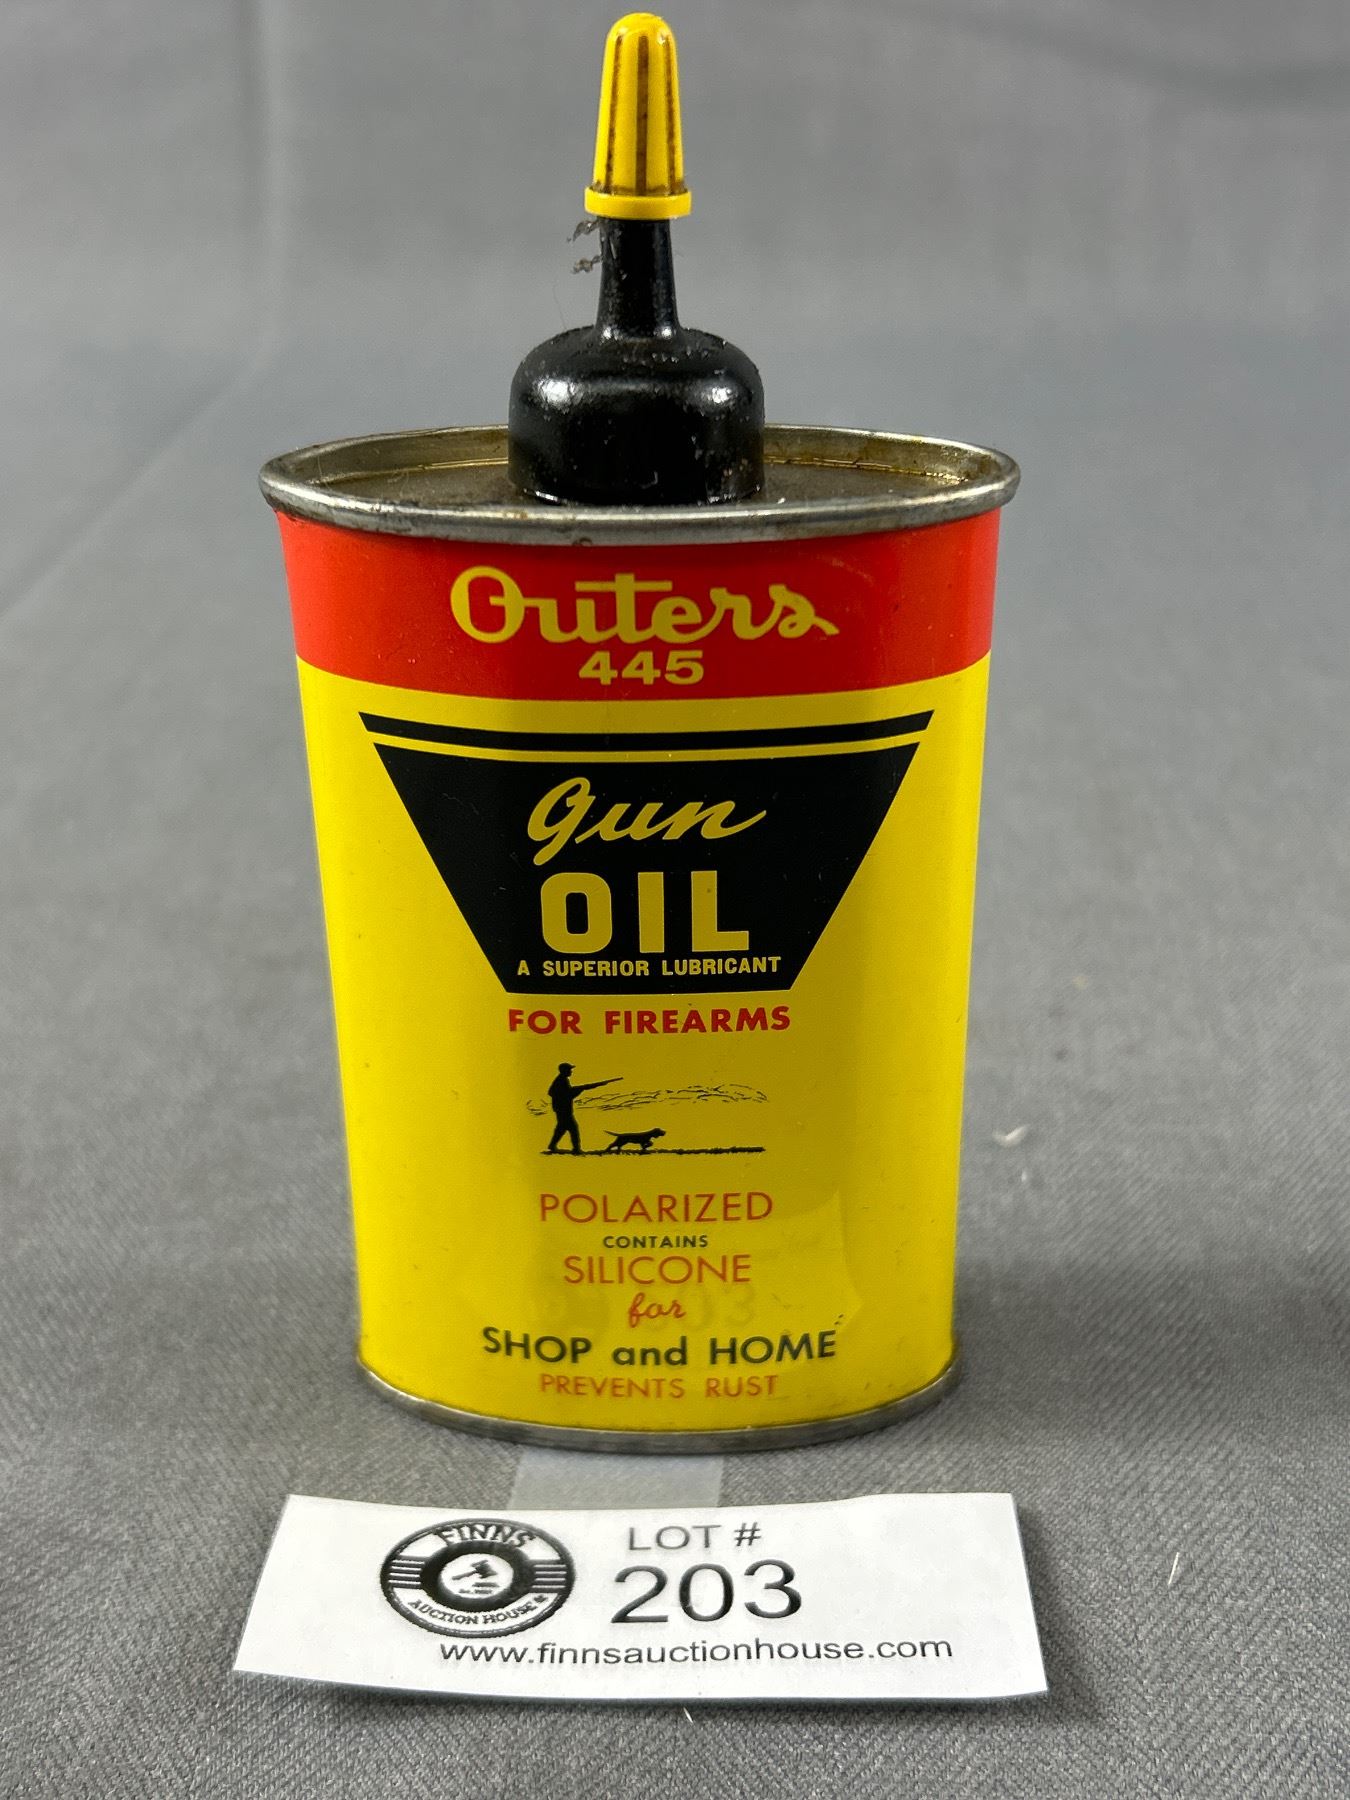 Outers
445
Gun
OIL
A SUPERIOR LUBRICANT
FOR FIREARMS
POLARIZED
CONTAINS
SILICONE
for
SHOP and HOME
PREVENTS RUST
FINNS
AUCTION HOUSE
LOT #
203
www.finnsauctionhouse.com